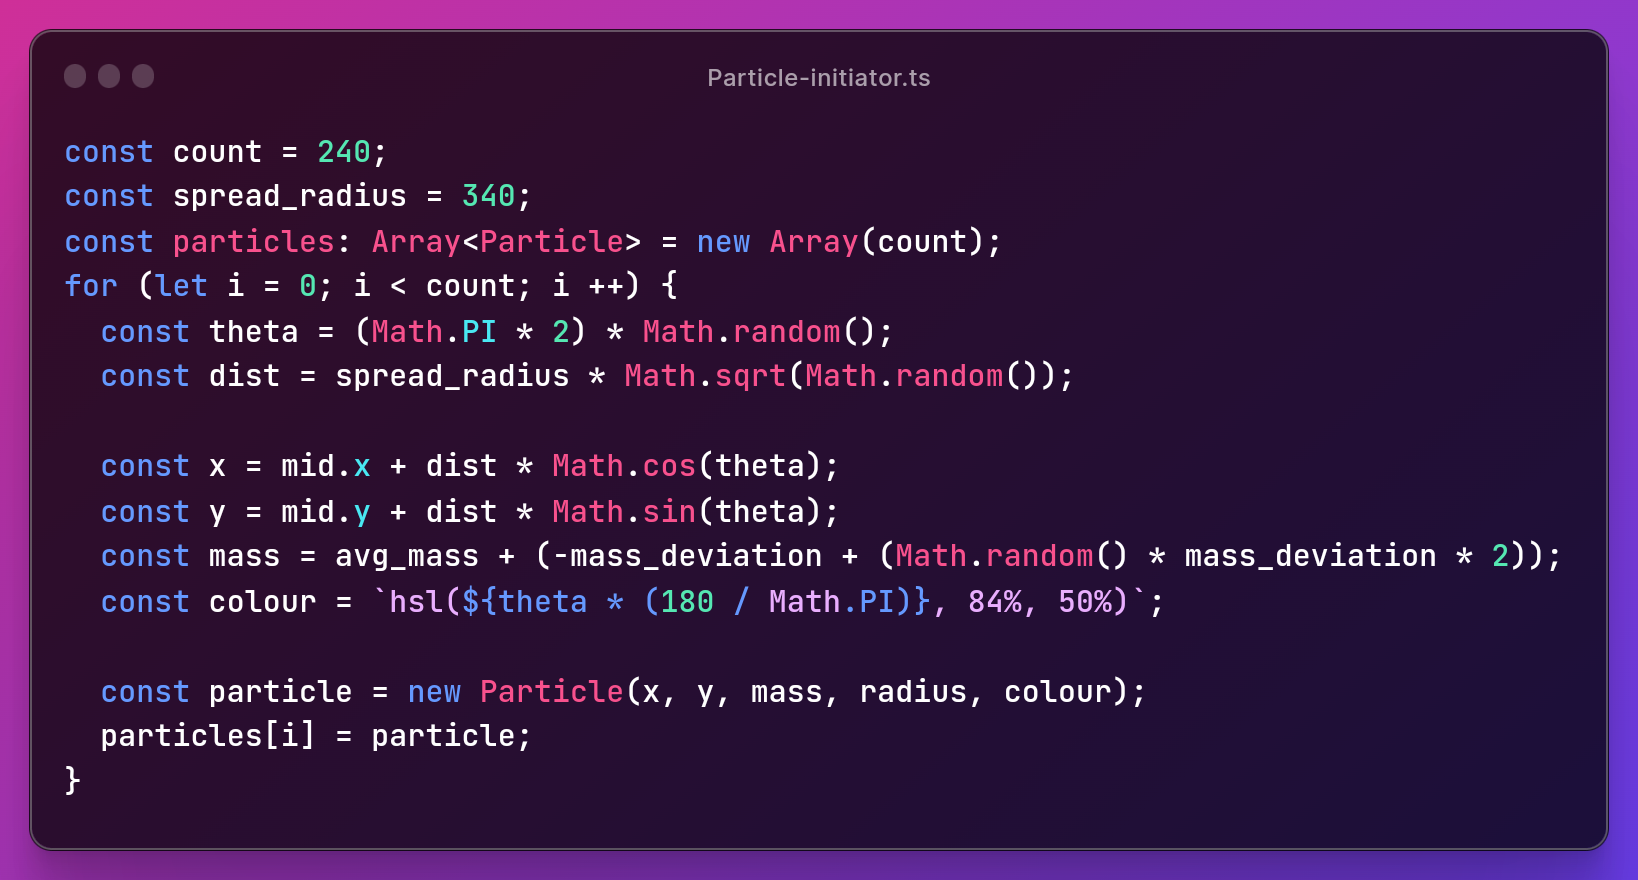 Particle-initiator.ts
const count = 240;
const spread_radius = 340;
const particles: Array<Particle> = new Array(count);
for (let i = 0; i < count; i ++) {
  const theta = (Math.PI * 2) * Math.random();
  const dist = spread_radius * Math.sqrt(Math.random());

  const x = mid.x + dist * Math.cos(theta);
  const y = mid.y + dist * Math.sin(theta);
  const mass = avg_mass + (-mass_deviation + (Math.random() * mass_deviation * 2));
  const colour = `hsl(${theta * (180 / Math.PI)}, 84%, 50%)`;

  const particle = new Particle(x, y, mass, radius, colour);
  particles[i] = particle;
}